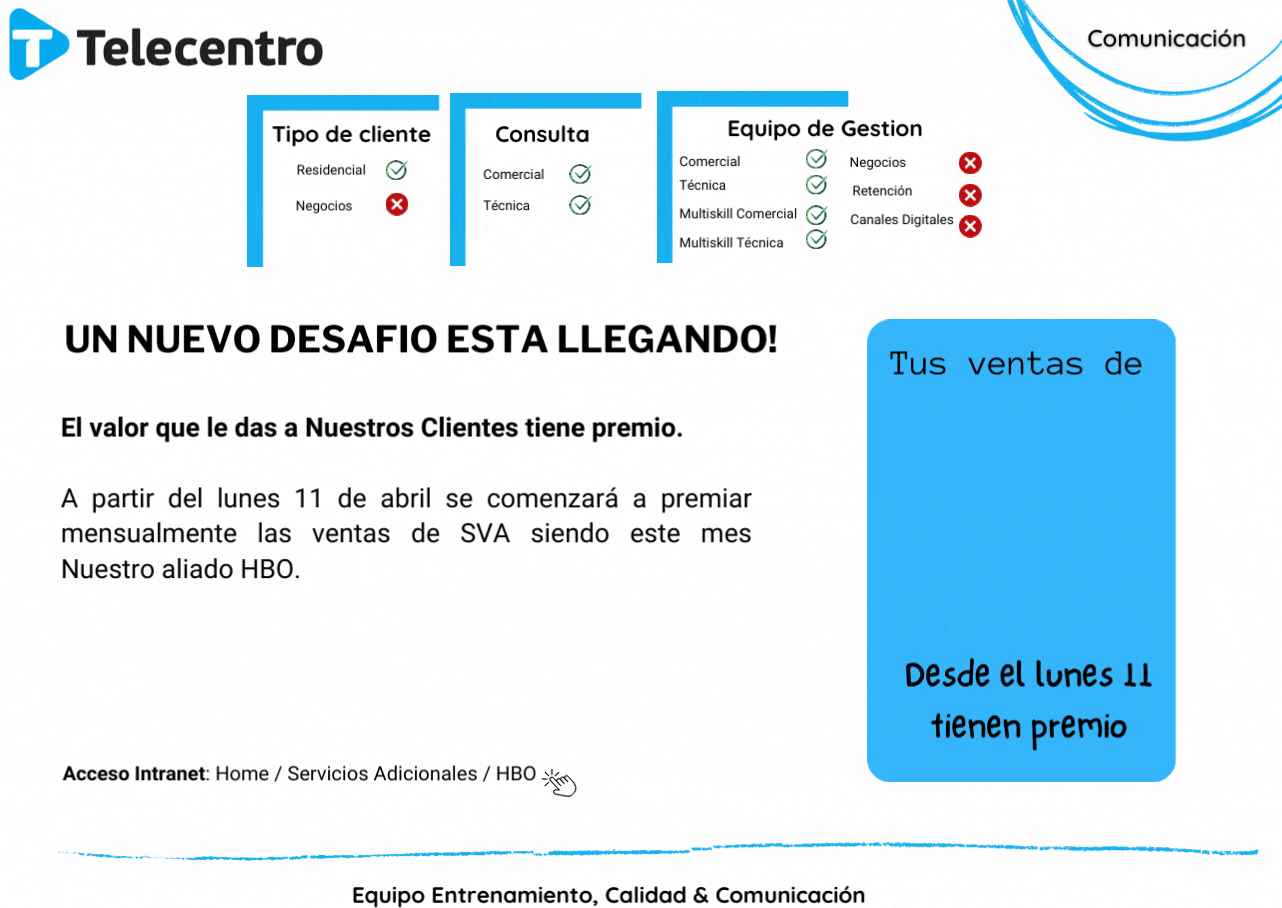 Telecentro
Comunicación
Tipo de cliente
Residencial
Negocios
Consulta
Comercial
Técnica
Equipo de Gestion
Comercial
Técnica
Multiskill Comercial
Multiskill Técnica
Negocios
Retención
Canales Digitales
UN NUEVO DESAFIO ESTA LLEGANDO!
El valor que le das a Nuestros Clientes tiene premio.
A partir del lunes 11 de abril se comenzará a premiar
mensualmente las ventas de SVA siendo este mes
Nuestro aliado HBO.
Acceso Intranet: Home / Servicios Adicionales / HBO
Tus ventas de
Desde el lunes 11
tienen premio
Equipo Entrenamiento, Calidad & Comunicación